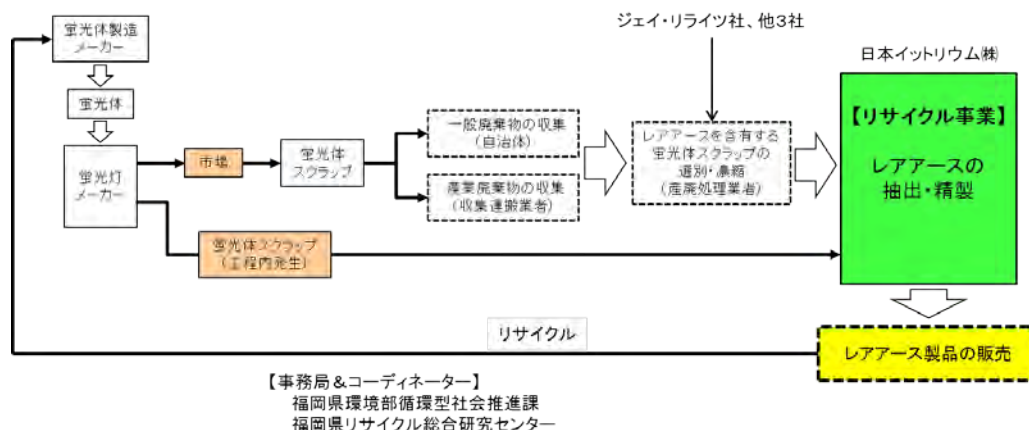 ジェイ・リライツ社、他3社
日本イットリウム㈱
蛍光体製造
メーカー
蛍光体
蛍光灯
メーカー
市場
蛍光体
スクラップ
一般廃棄物の収集
(自治体)
産業廃棄物の収集
(収集運搬業者)
レアアースを含有する
蛍光体スクラップの
選別・濃縮
(産廃処理業者)
【リサイクル事業】
レアアースの
抽出・精製
蛍光体スクラップ
(工程内発生)
リサイクル
レアアース製品の販売
【事務局&コーディネーター】
福岡県環境部循環型社会推進課
福岡県リサイクル総合研究センター